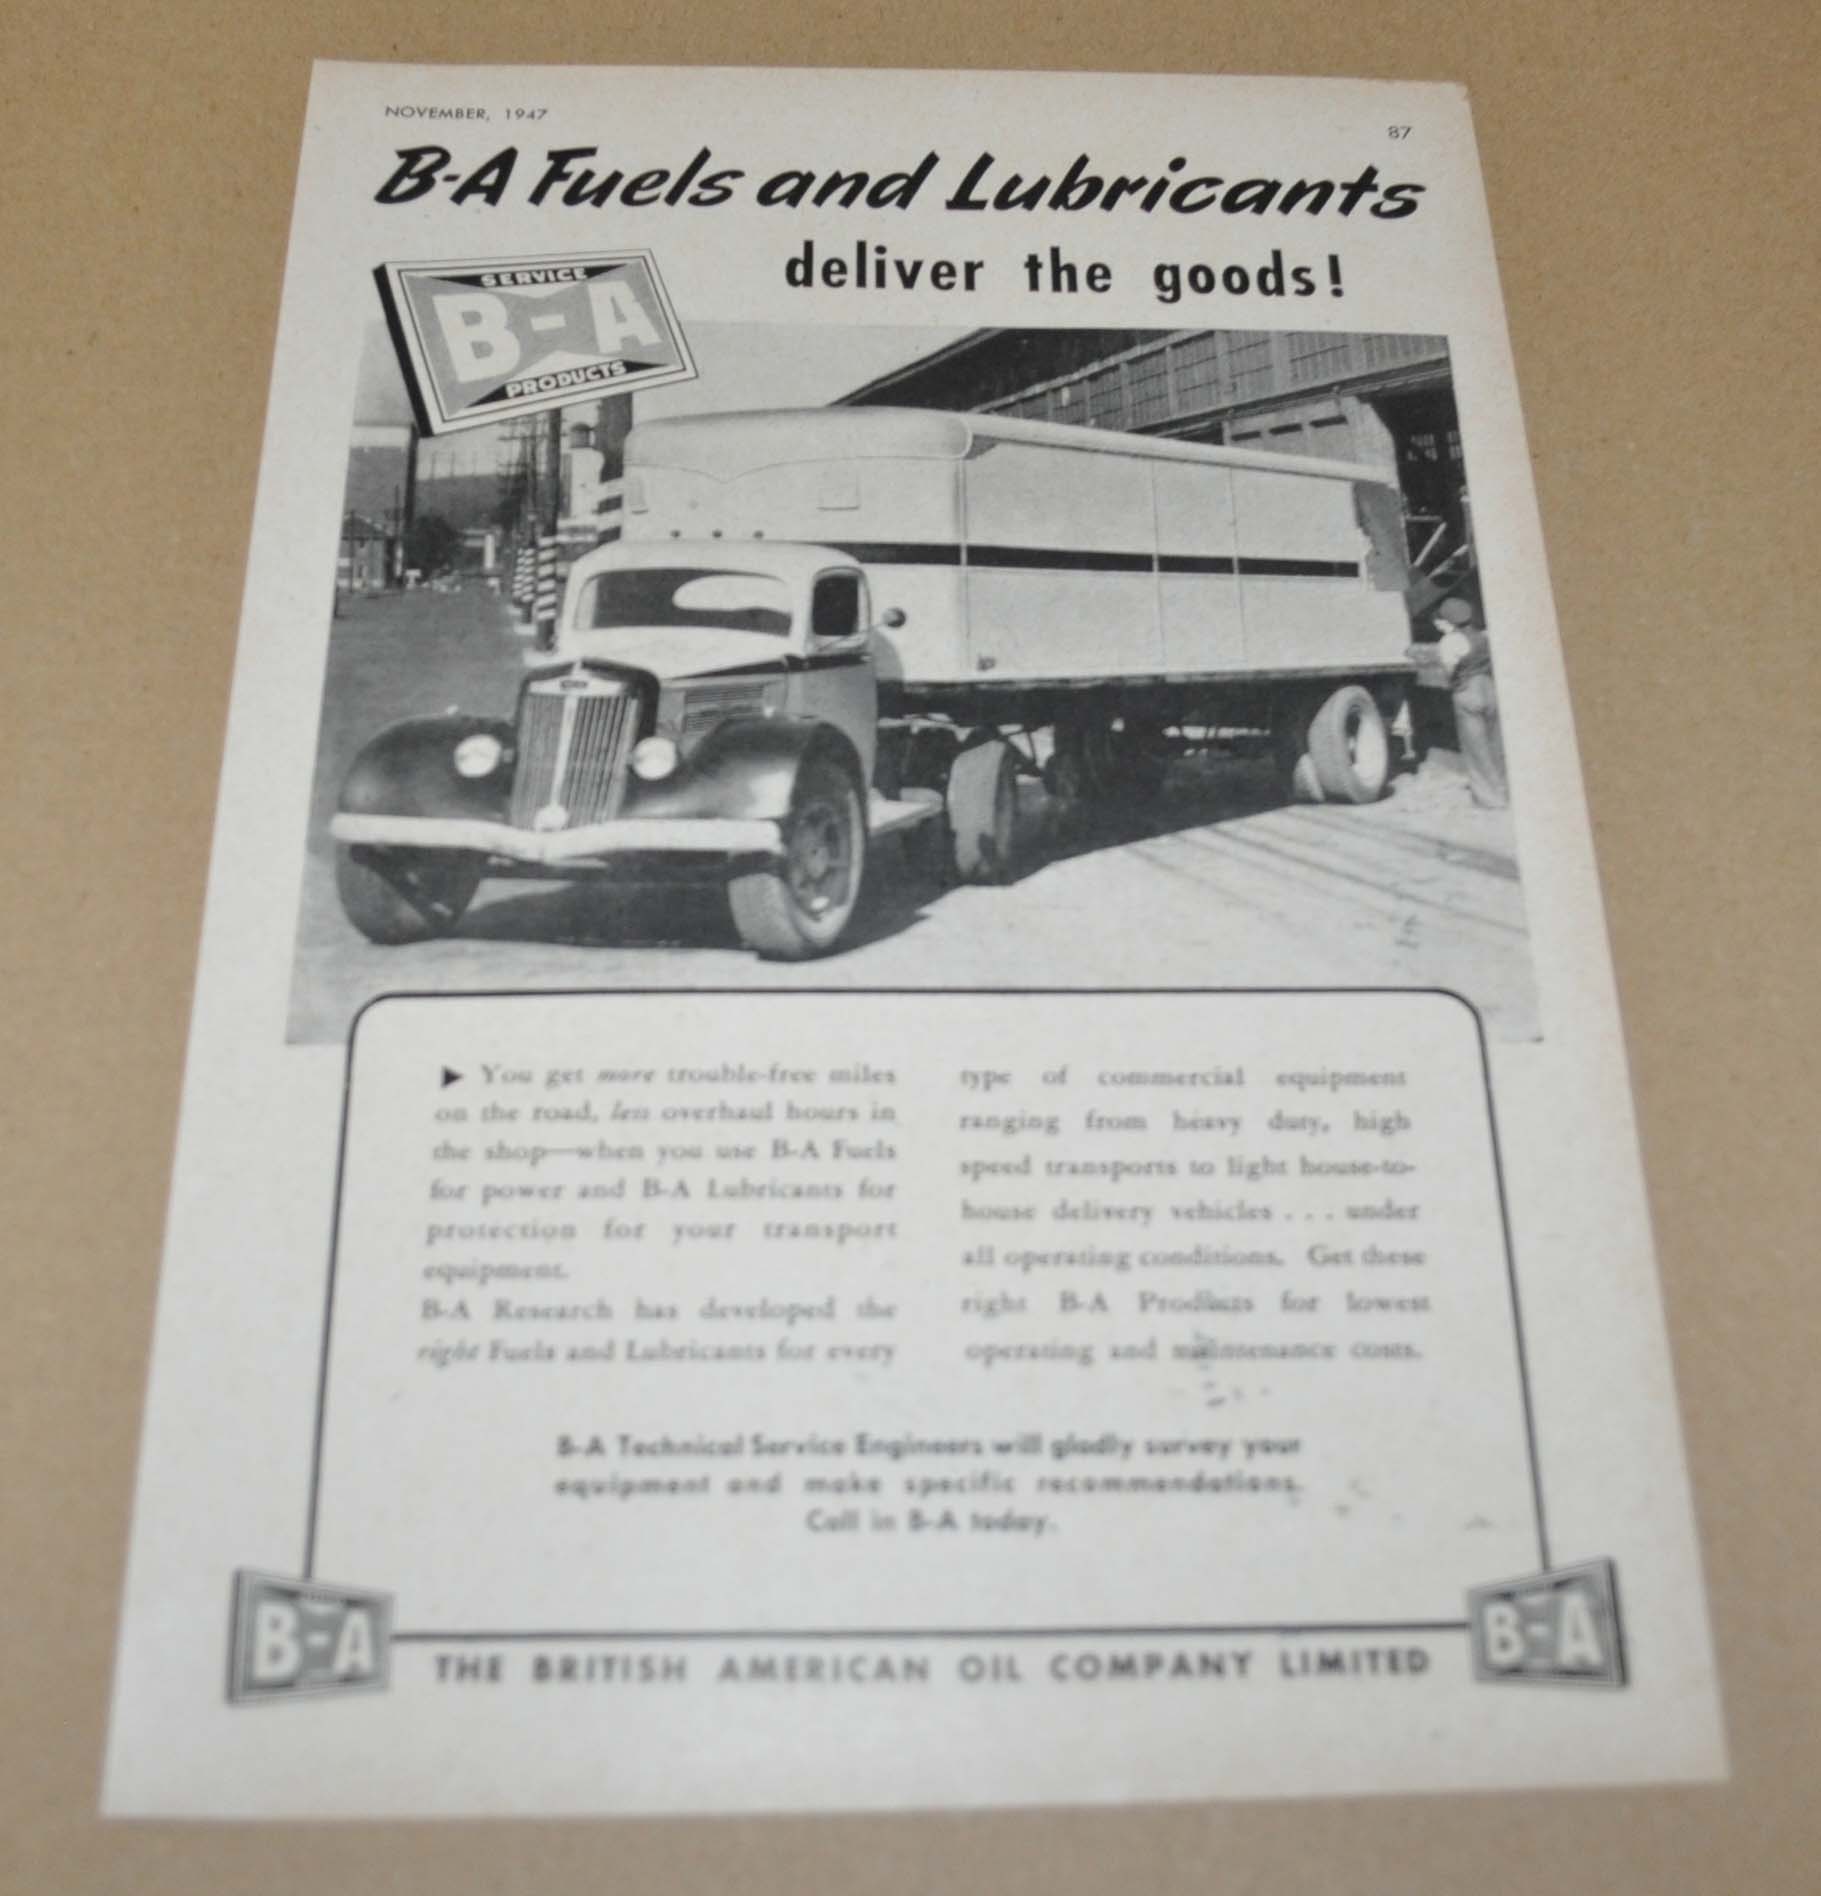 NOVEMBER, 1947
87
B-A Fuels and Lubricants
deliver the goods!
SERVICE
B-A
PRODUCTS
► You get more trouble-free miles
on the road, less overhaul hours in
the shop—when you use B-A Fuels
for power and B-A Lubricants for
protection for your transport
equipment.
B-A Research has developed the
right Fuels and Lubricants for every
type of commercial equipment
ranging from heavy duty, high
speed transports to light house-to-
house delivery vehicles . . . under
all operating conditions. Get these
right B-A Products for lowest
operating and maintenance costs.
B-A Technical Service Engineers will gladly survey your
equipment and make specific recommendations.
Call in B-A today.
B-A
THE BRITISH AMERICAN OIL COMPANY LIMITED
B-A